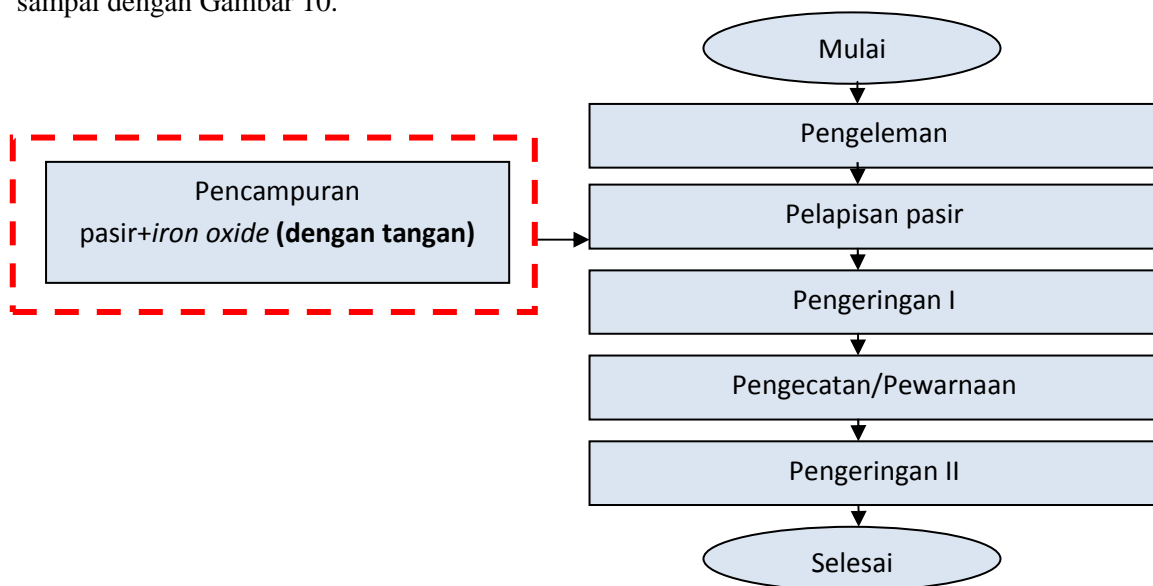 sampai dengan Gambar 10.
Mulai
Pengeleman
Pencampuran
pasir+iron oxide (dengan tangan)
Pelapisan pasir
Pengeringan I
Pengecatan/Pewarnaan
Pengeringan II
Selesai